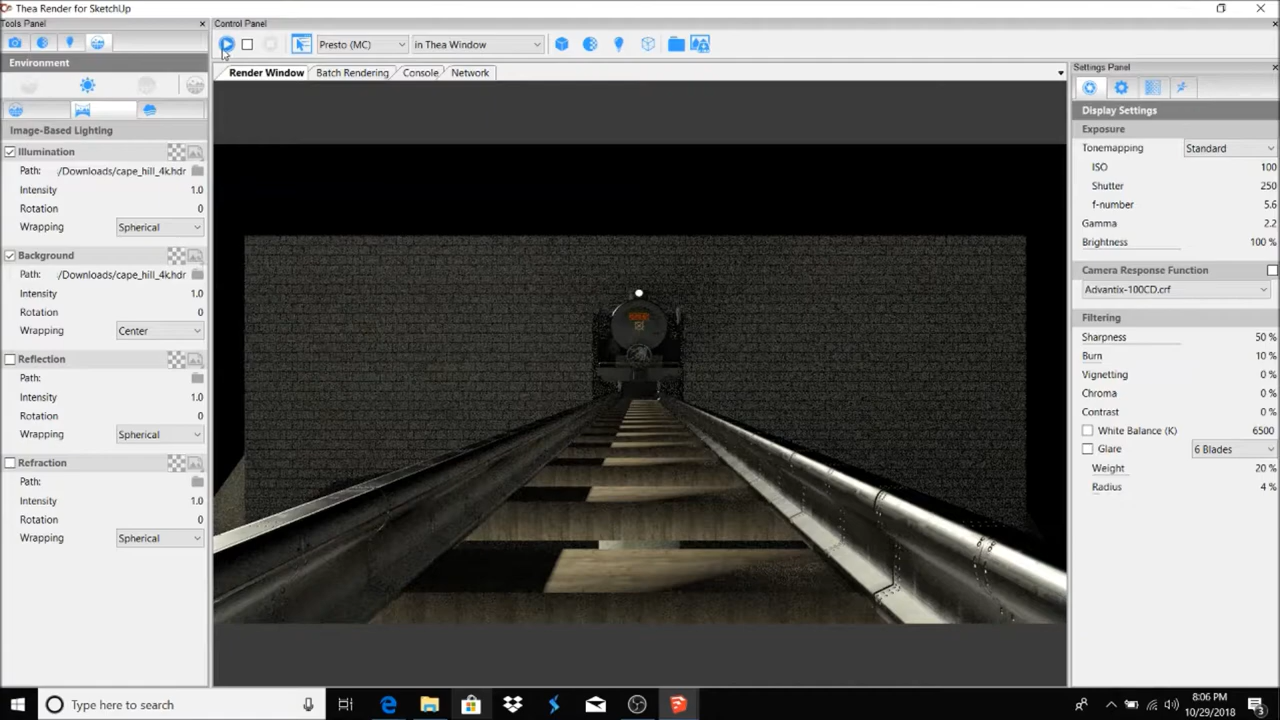 Thea Render for SketchUp
Tools Panel
Environment
Image-Based Lighting
Illumination
Path: /Downloads/cape_hill_4k.hdr
Intensity 1.0
Rotation 0
Wrapping Spherical
Background
Path: /Downloads/cape_hill_4k.hdr
Intensity 1.0
Rotation 0
Wrapping Center
Reflection
Path:
Intensity 1.0
Rotation 0
Wrapping Spherical
Refraction
Path:
Intensity 1.0
Rotation 0
Wrapping Spherical
Control Panel
Presto (MC) in Thea Window
Render Window Batch Rendering Console Network
Settings Panel
Display Settings
Exposure
Tonemapping Standard
ISO 100
Shutter 250
f-number 5.6
Gamma 2.2
Brightness 100 %
Camera Response Function
Advantix-100CD.crf
Filtering
Sharpness 50 %
Burn 10 %
Vignetting 0 %
Chroma 0 %
Contrast 0 %
White Balance (K) 6500
Glare 6 Blades
Weight 20 %
Radius 4 %
Type here to search
8:06 PM
10/29/2018
3